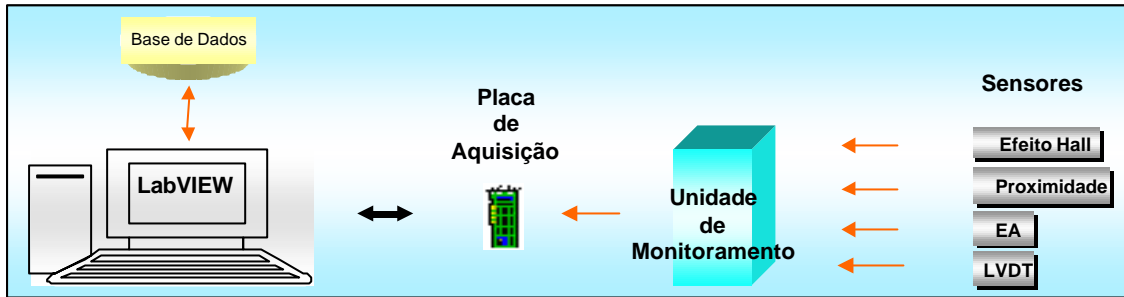 Base de Dados
LabVIEW
Placa
de
Aquisição
Unidade
de
Monitoramento
Sensores
Efeito Hall
Proximidade
EA
LVDT